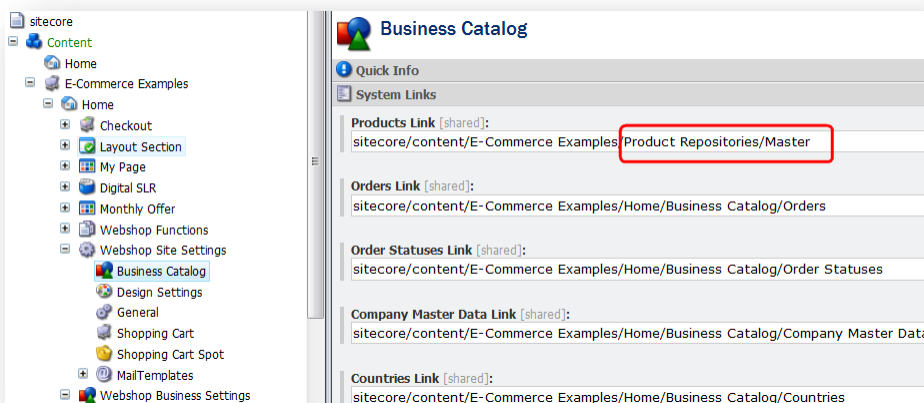 sitecore
Content
Home
E-Commerce Examples
Home
Checkout
Layout Section
My Page
Digital SLR
Monthly Offer
Webshop Functions
Webshop Site Settings
Business Catalog
Design Settings
General
Shopping Cart
Shopping Cart Spot
MailTemplates
Webshop Business Settings
Business Catalog
Quick Info
System Links
Products Link [shared]:
sitecore/content/E-Commerce Examples/Product Repositories/Master
Orders Link [shared]:
sitecore/content/E-Commerce Examples/Home/Business Catalog/Orders
Order Statuses Link [shared]:
sitecore/content/E-Commerce Examples/Home/Business Catalog/Order Statuses
Company Master Data Link [shared]:
sitecore/content/E-Commerce Examples/Home/Business Catalog/Company Master Data
Countries Link [shared]:
sitecore/content/E-Commerce Examples/Home/Business Catalog/Countries